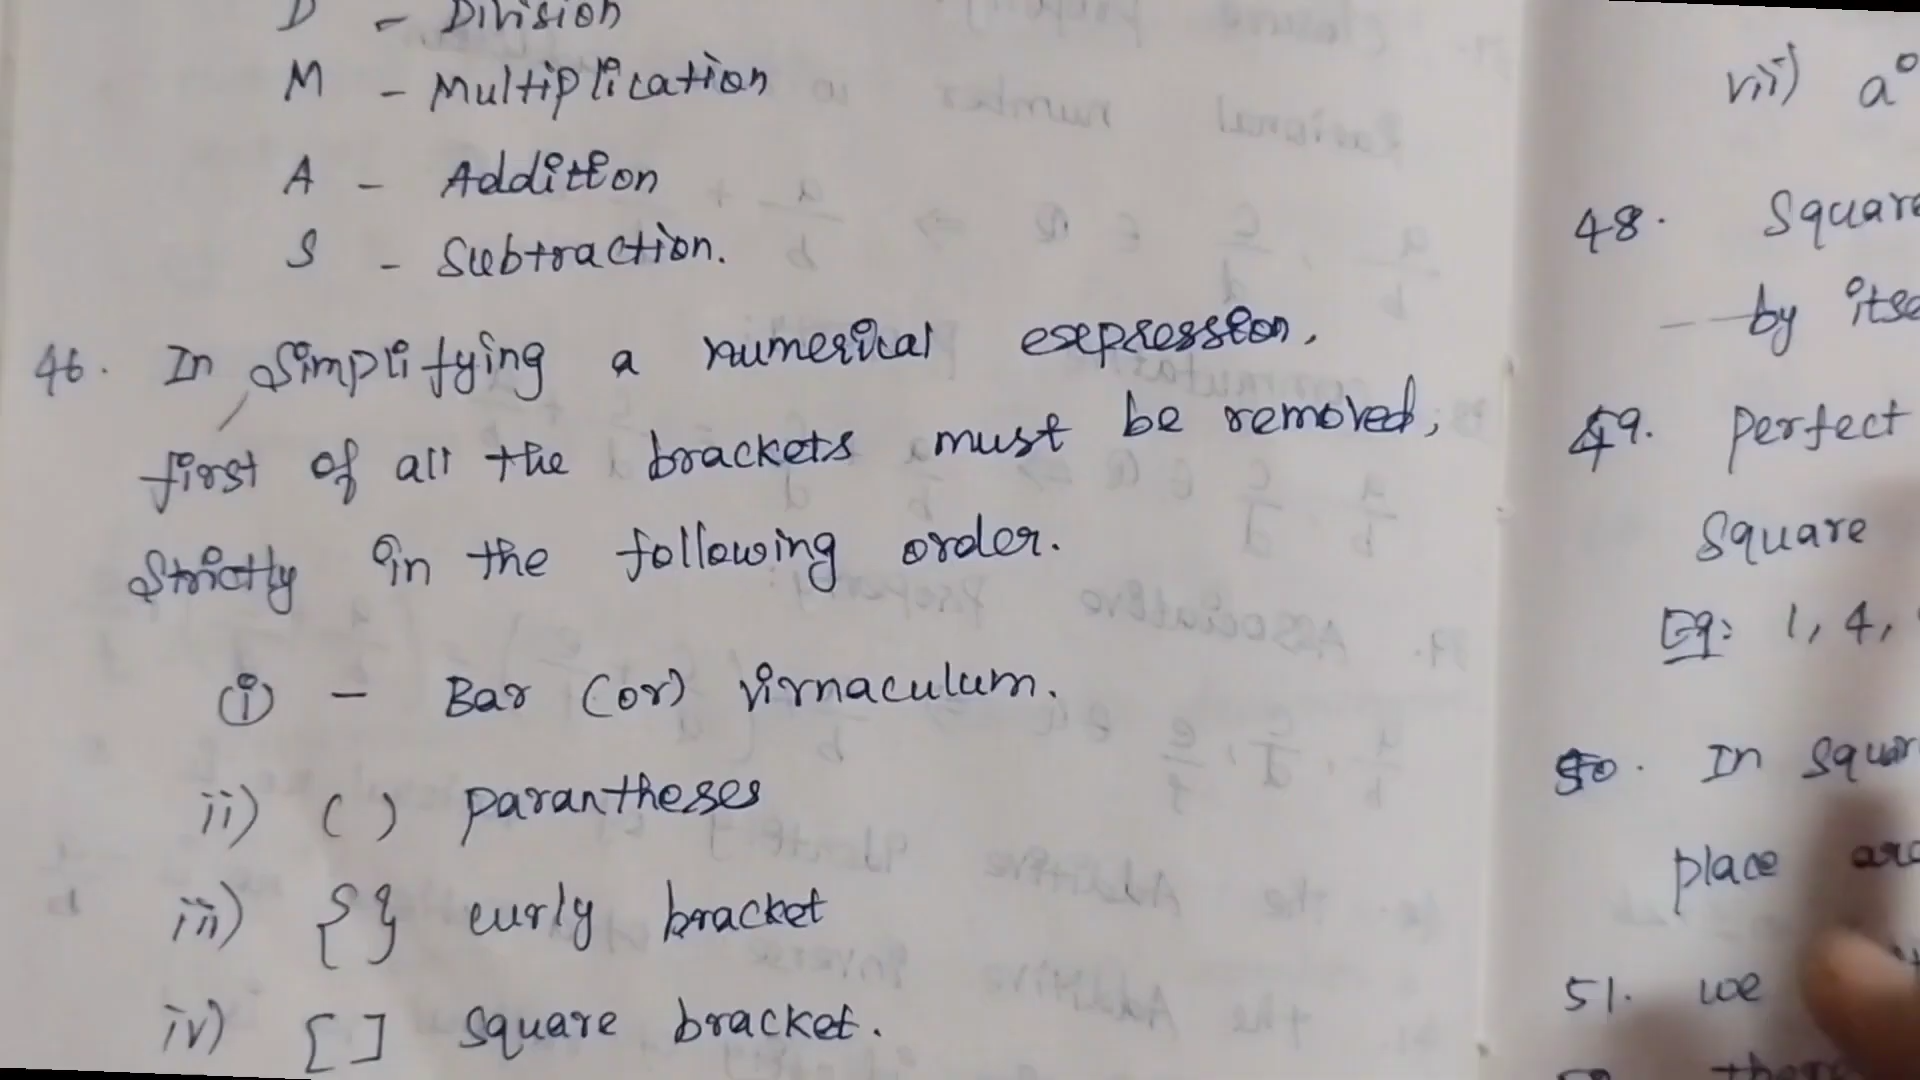 D - Division
M - Multiplication
A - Addition
S - Subtraction.
46. In Simplifying a numerical expression,
first of all the brackets must be removed,
Strictly in the following order.
(i) - Bar (or) virnaculum.
ii) ( ) parantheses
iii) { } curly bracket
iv) [ ] square bracket.
vii) a⁰
48. Square
by itse
49. Perfect
Square
Eg: 1, 4,
50. In squar
place are
51. we